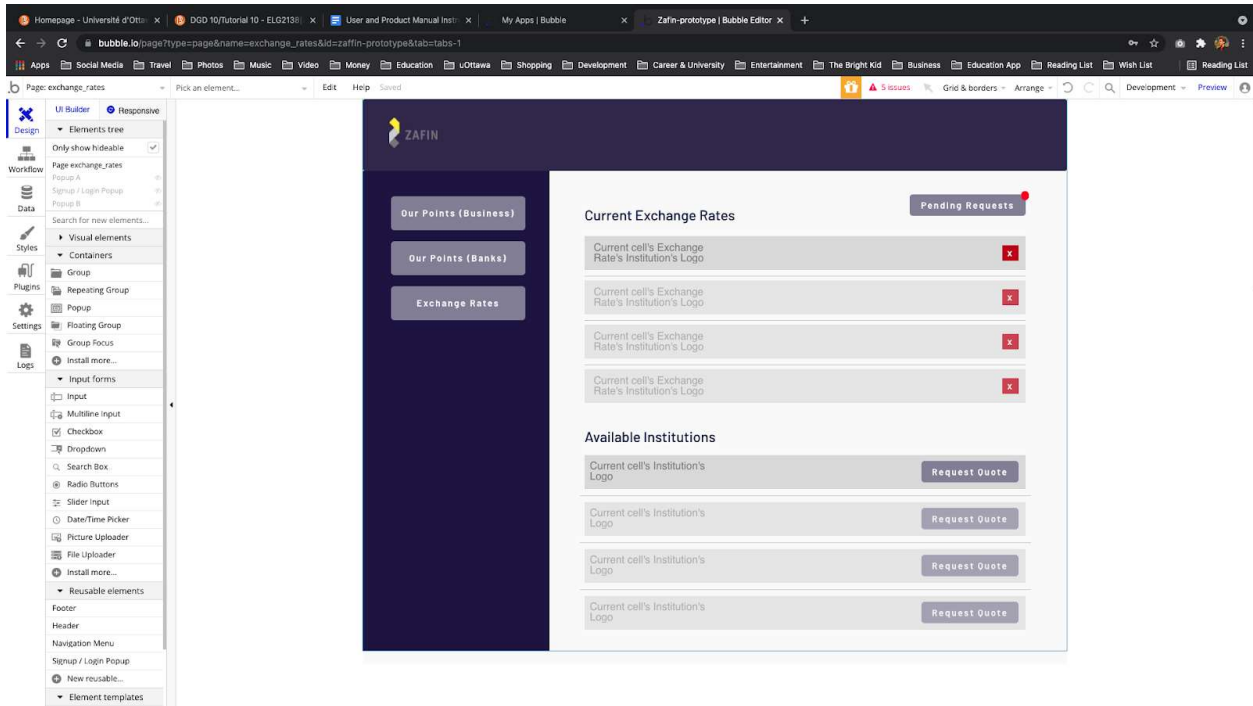 Homepage - Université d'Otta
DGD 10/Tutorial 10 - ELG2138
User and Product Manual Instr
My Apps | Bubble
Zafin-prototype | Bubble Editor
bubble.io/page?type=page&name=exchange_rates&id=zaffin-prototype&tab=tabs-1
Apps Social Media Travel Photos Music Video Money Education uOttawa Shopping Development Career & University Entertainment The Bright Kid Business Education App Reading List Wish List Reading List
Page: exchange_rates Pick an element... Edit Help Saved 5 issues Grid & borders Arrange Development Preview
Design
Workflow
Data
Styles
Plugins
Settings
Logs
UI Builder Responsive
Elements tree
Only show hideable
Page exchange_rates
Popup A
Signup / Login Popup
Popup B
Search for new elements...
Visual elements
Containers
Group
Repeating Group
Popup
Floating Group
Group Focus
Install more...
Input forms
Input
Multiline Input
Checkbox
Dropdown
Search Box
Radio Buttons
Slider Input
Date/Time Picker
Picture Uploader
File Uploader
Install more...
Reusable elements
Footer
Header
Navigation Menu
Signup / Login Popup
New reusable...
Element templates
ZAFIN
Our Points (Business)
Our Points (Banks)
Exchange Rates
Pending Requests
Current Exchange Rates
Current cell's Exchange
Rate's Institution's Logo
x
Current cell's Exchange
Rate's Institution's Logo
x
Current cell's Exchange
Rate's Institution's Logo
x
Current cell's Exchange
Rate's Institution's Logo
x
Available Institutions
Current cell's Institution's
Logo
Request Quote
Current cell's Institution's
Logo
Request Quote
Current cell's Institution's
Logo
Request Quote
Current cell's Institution's
Logo
Request Quote